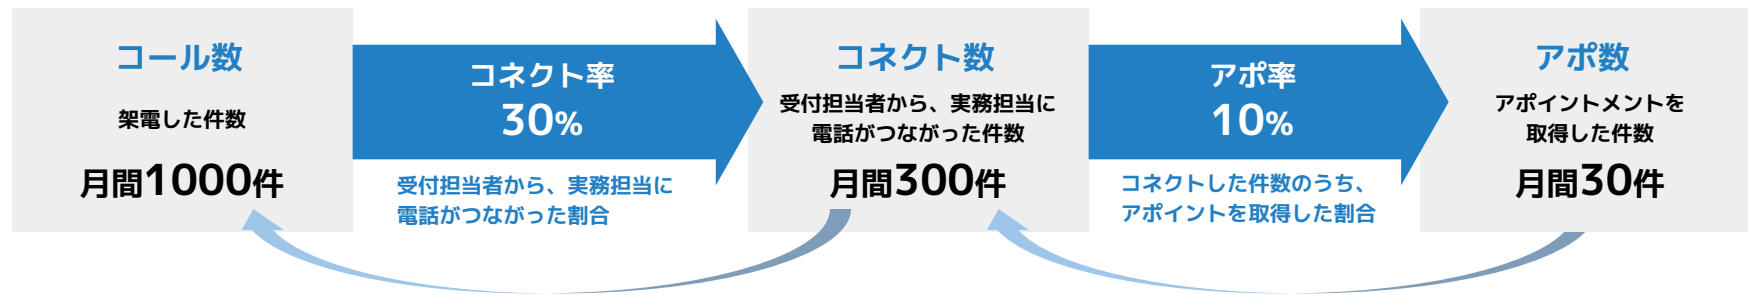 コール数
架電した件数
月間1000件
コネクト率
30%
受付担当者から、実務担当に
電話がつながった割合
コネクト数
受付担当者から、実務担当に
電話がつながった件数
月間300件
アポ率
10%
コネクトした件数のうち、
アポイントを取得した割合
アポ数
アポイントメントを
取得した件数
月間30件